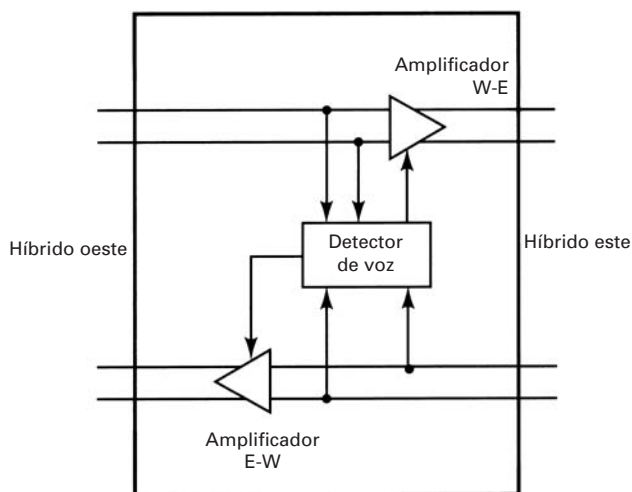 Amplificador
W-E
Híbrido oeste
Detector
de voz
Híbrido este
Amplificador
E-W